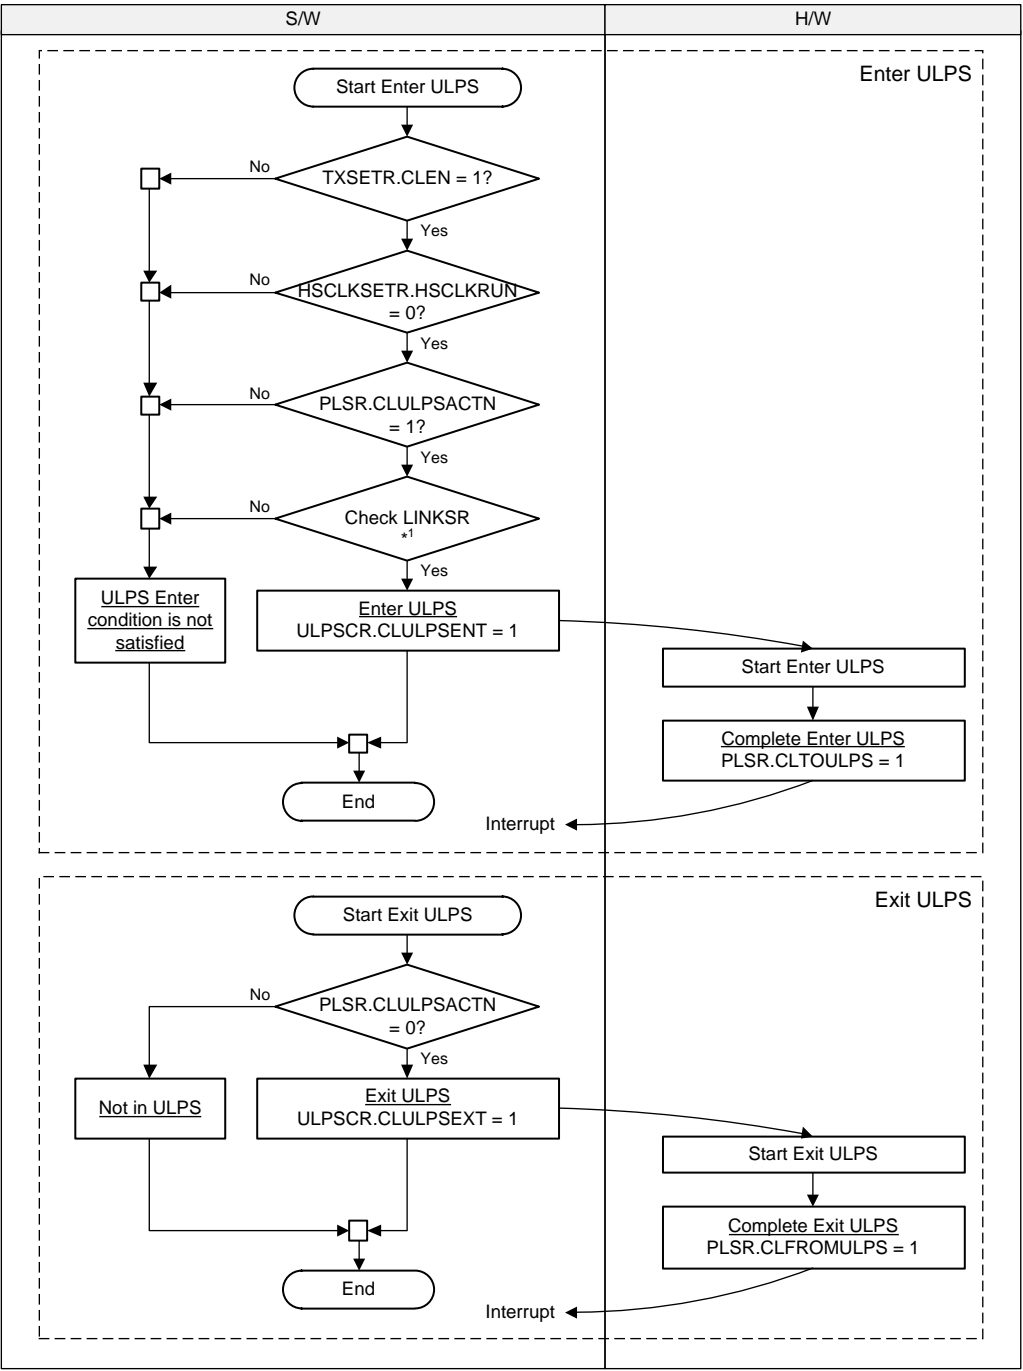 S/W
H/W
Enter ULPS
Start Enter ULPS
TXSETR.CLEN = 1?
No
Yes
HSCLKSETR.HSCLKRUN
= 0?
No
Yes
PLSR.CLULPSACTN
= 1?
No
Yes
Check LINKSR
*1
No
Yes
ULPS Enter
condition is not
satisfied
Enter ULPS
ULPSCR.CLULPSENT = 1
Start Enter ULPS
Complete Enter ULPS
PLSR.CLTOULPS = 1
End
Interrupt
Exit ULPS
Start Exit ULPS
PLSR.CLULPSACTN
= 0?
No
Yes
Not in ULPS
Exit ULPS
ULPSCR.CLULPSEXT = 1
Start Exit ULPS
Complete Exit ULPS
PLSR.CLFROMULPS = 1
End
Interrupt